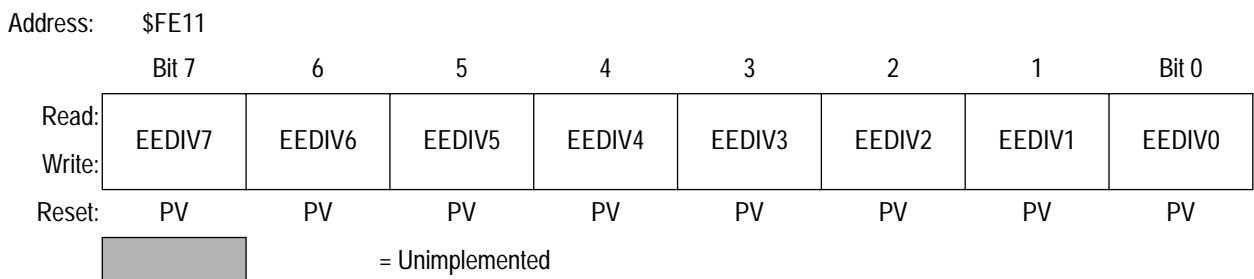 Address: $FE11
Bit 7 6 5 4 3 2 1 Bit 0
Read:
EEDIV7 EEDIV6 EEDIV5 EEDIV4 EEDIV3 EEDIV2 EEDIV1 EEDIV0
Write:
Reset: PV PV PV PV PV PV PV PV
= Unimplemented